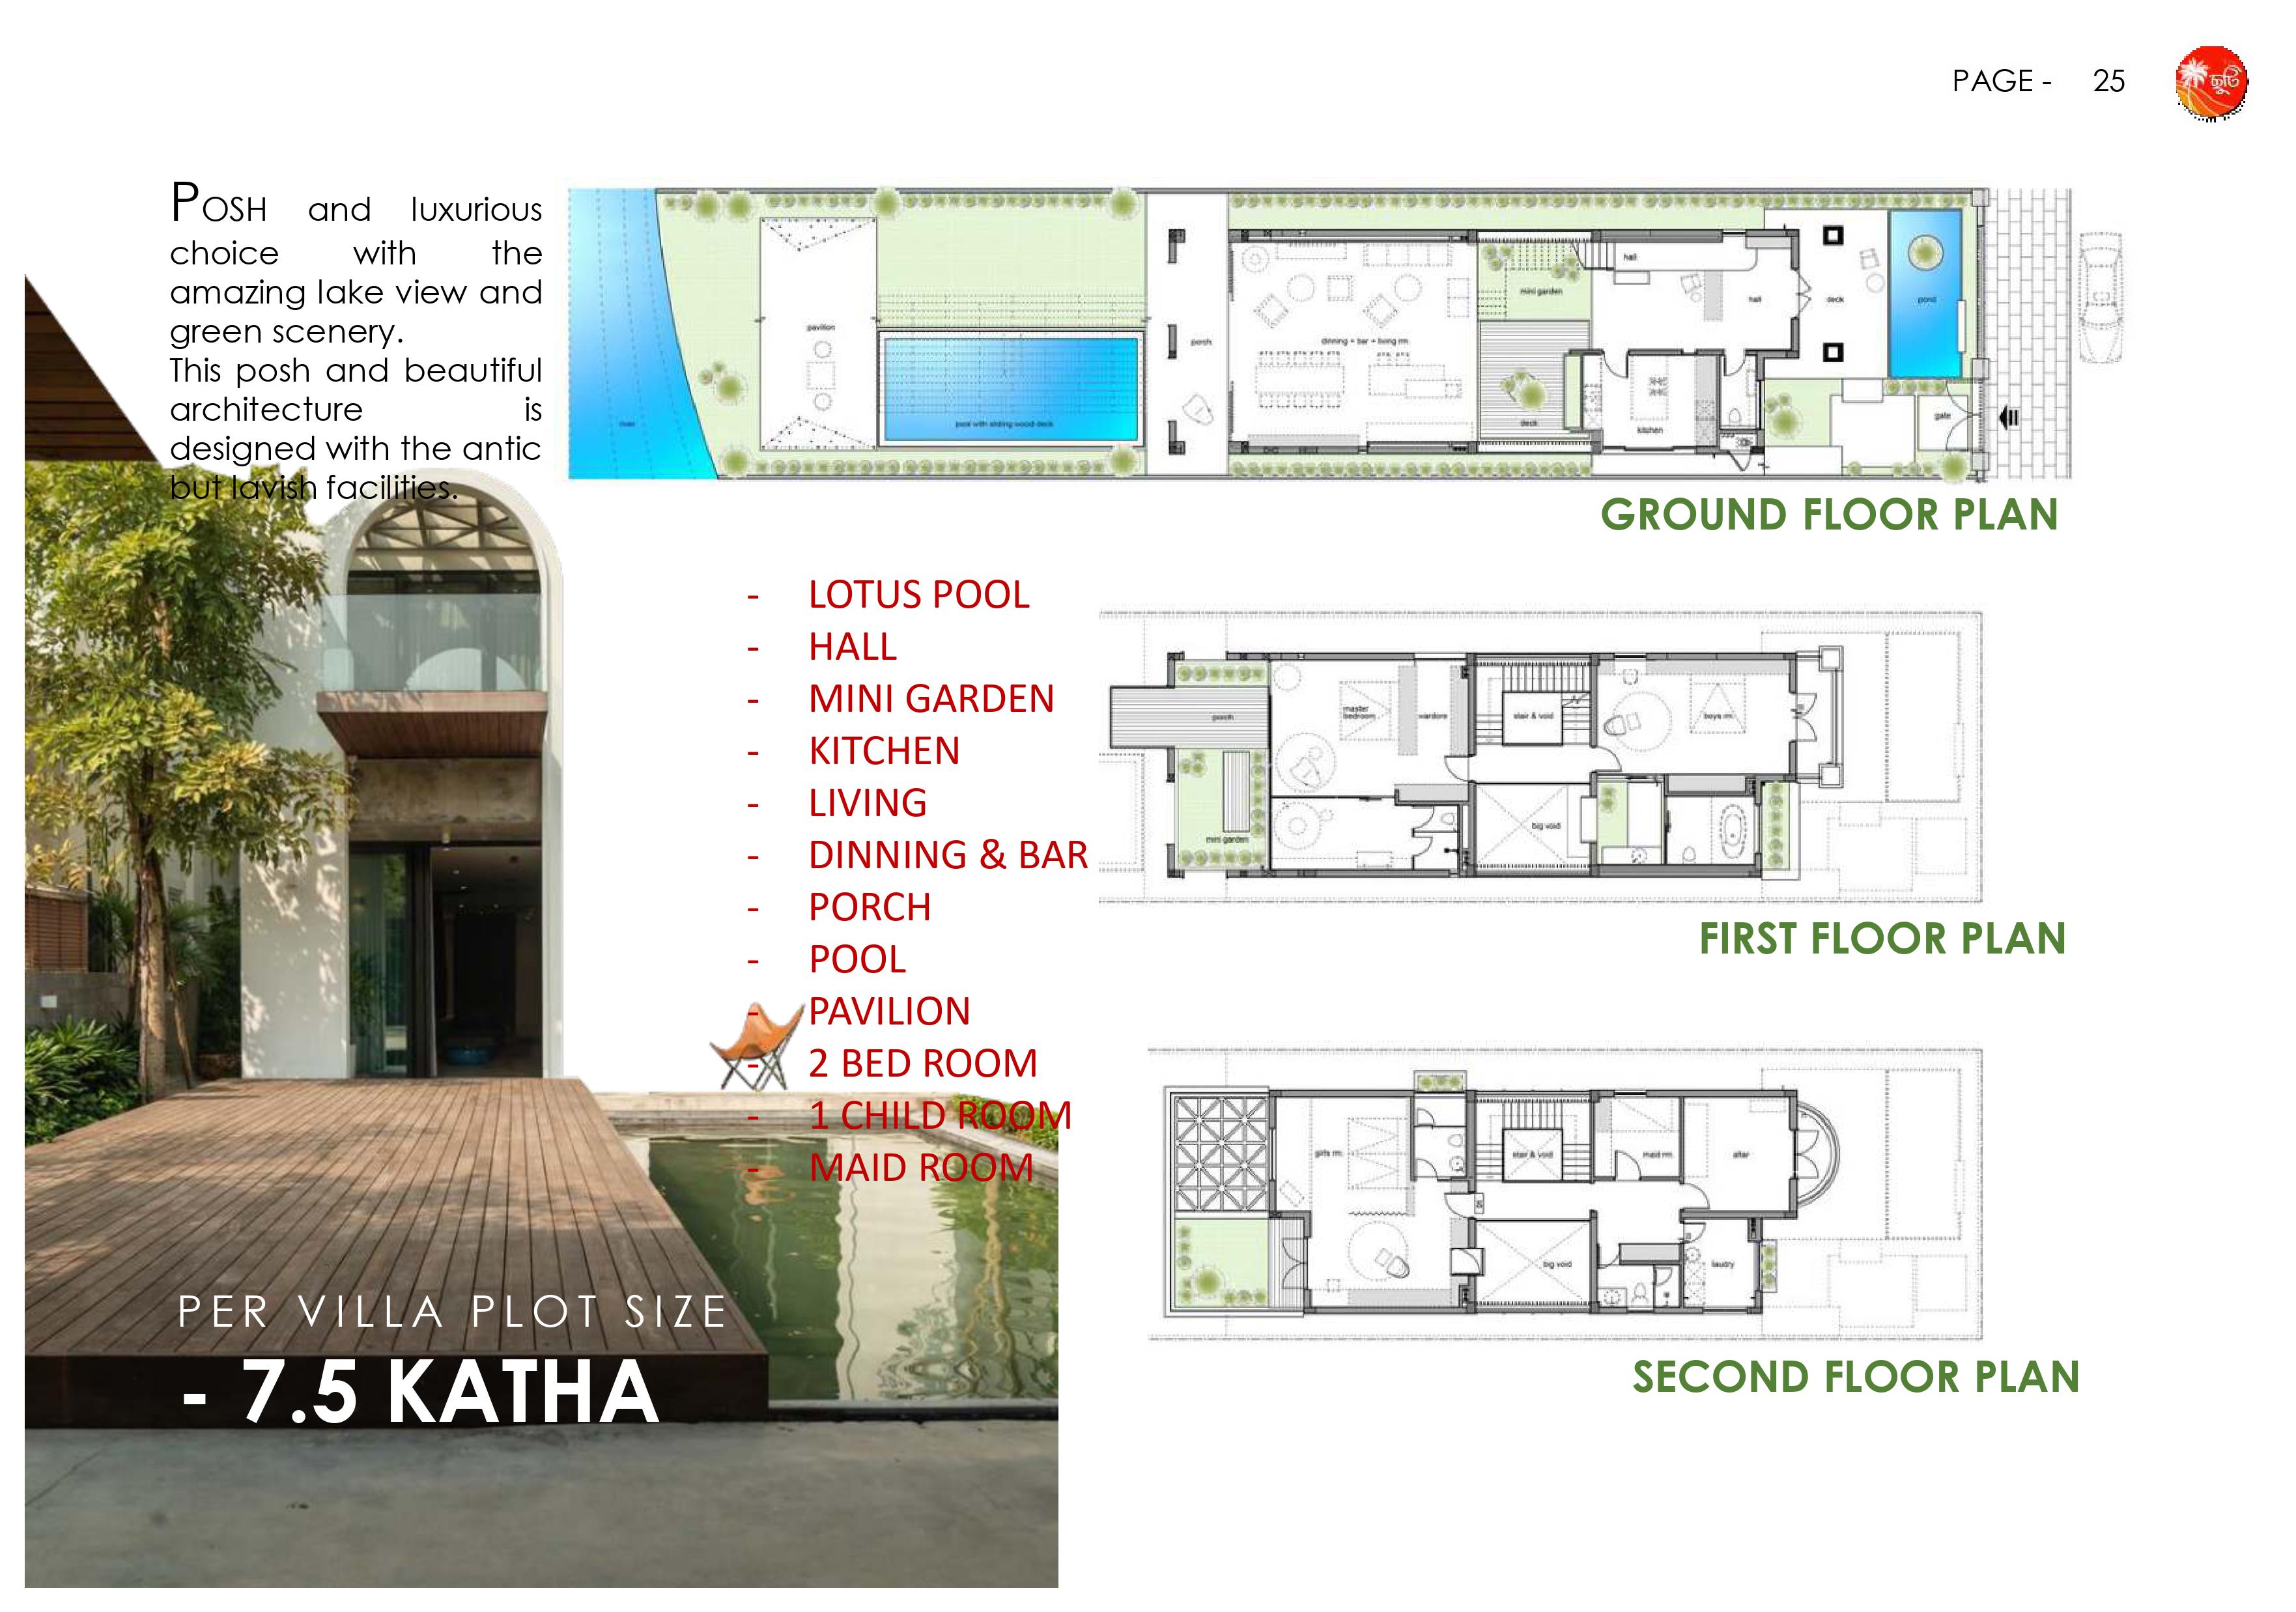 PAGE - 25
ছুটি
POSH and luxurious
choice with the
amazing lake view and
green scenery.
This posh and beautiful
architecture is
designed with the antic
but lavish facilities.
river
pavilion
pool with sliding wood deck
porch
dinning + bar + living rm.
mini garden
deck
hall
hall
kitchen
deck
pond
gate
GROUND FLOOR PLAN
- LOTUS POOL
- HALL
- MINI GARDEN
- KITCHEN
- LIVING
- DINNING & BAR
- PORCH
- POOL
- PAVILION
- 2 BED ROOM
- 1 CHILD ROOM
- MAID ROOM
porch
mini garden
master
bedroom
wardore
stair & void
big void
boys rm.
FIRST FLOOR PLAN
girls rm.
stair & void
big void
maid rm.
altar
laudry
SECOND FLOOR PLAN
PER VILLA PLOT SIZE
- 7.5 KATHA